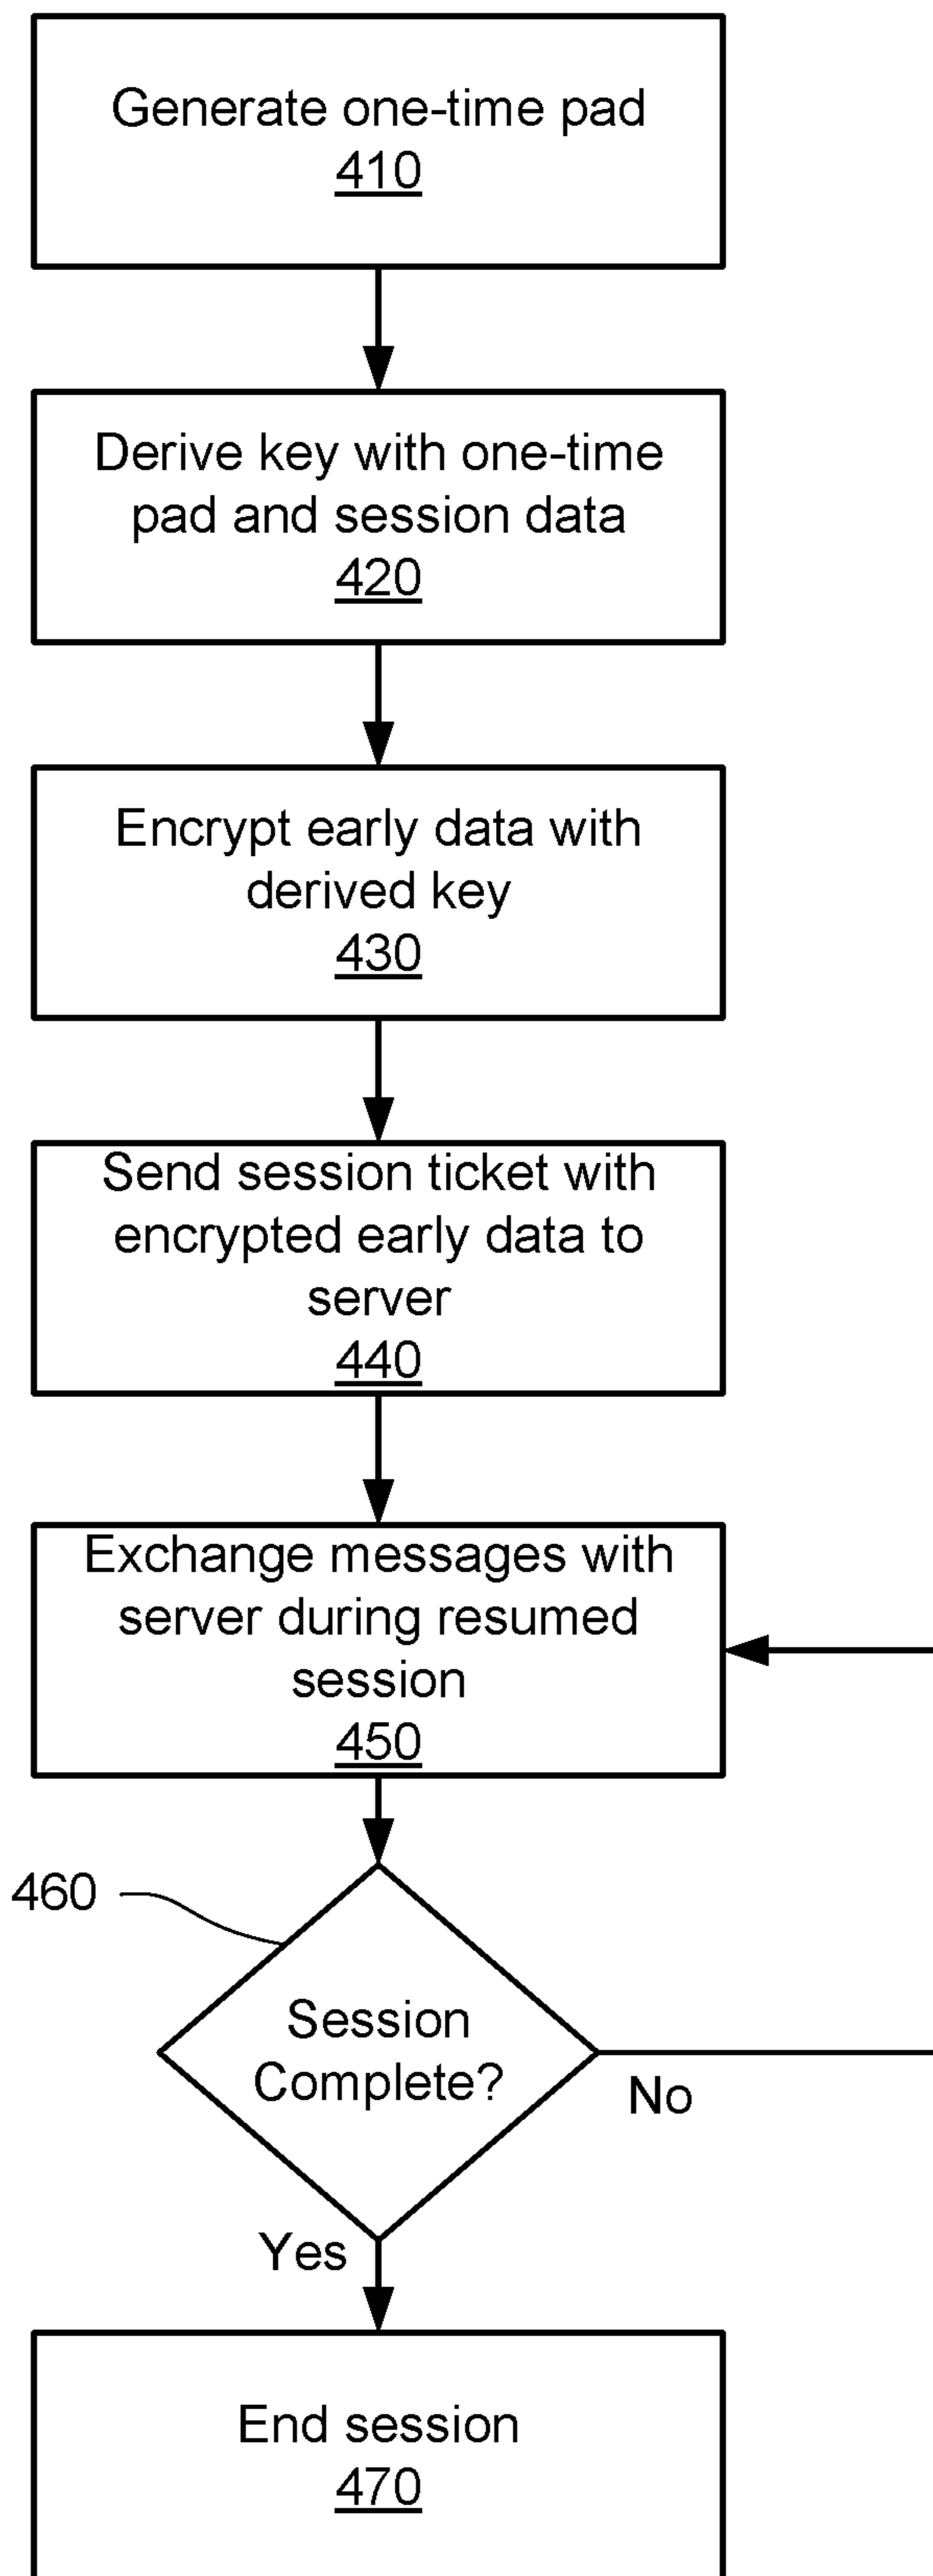 Generate one-time pad
410
Derive key with one-time
pad and session data
420
Encrypt early data with
derived key
430
Send session ticket with
encrypted early data to
server
440
Exchange messages with
server during resumed
session
450
460
Session
Complete?
No
Yes
End session
470